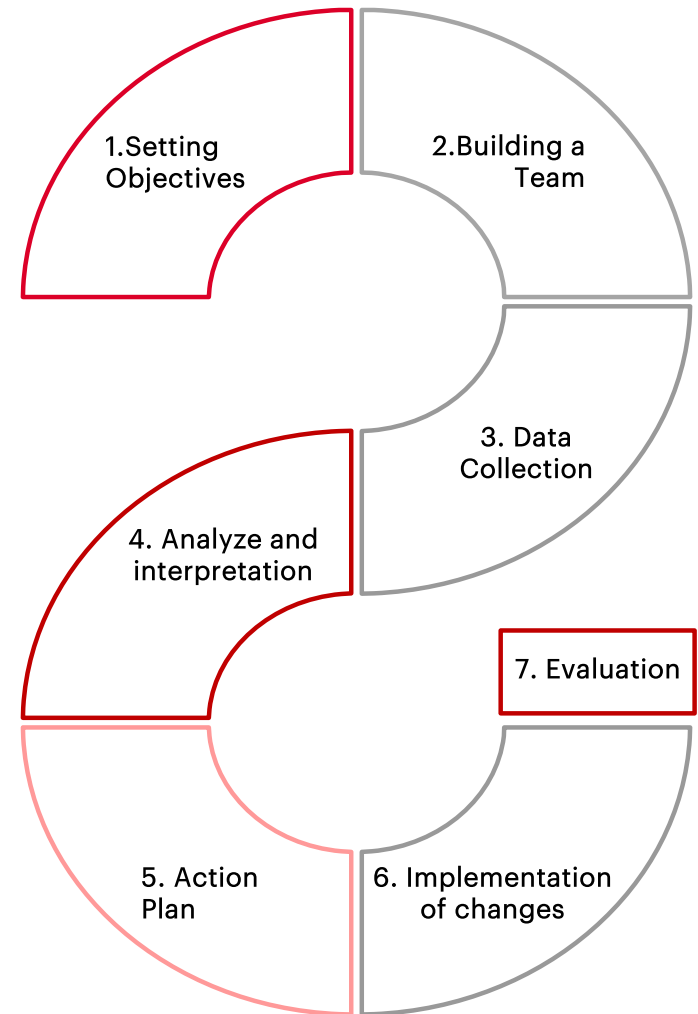 1.Setting
Objectives
2.Building a
Team
3. Data
Collection
4. Analyze and
interpretation
5. Action
Plan
6. Implementation
of changes
7. Evaluation